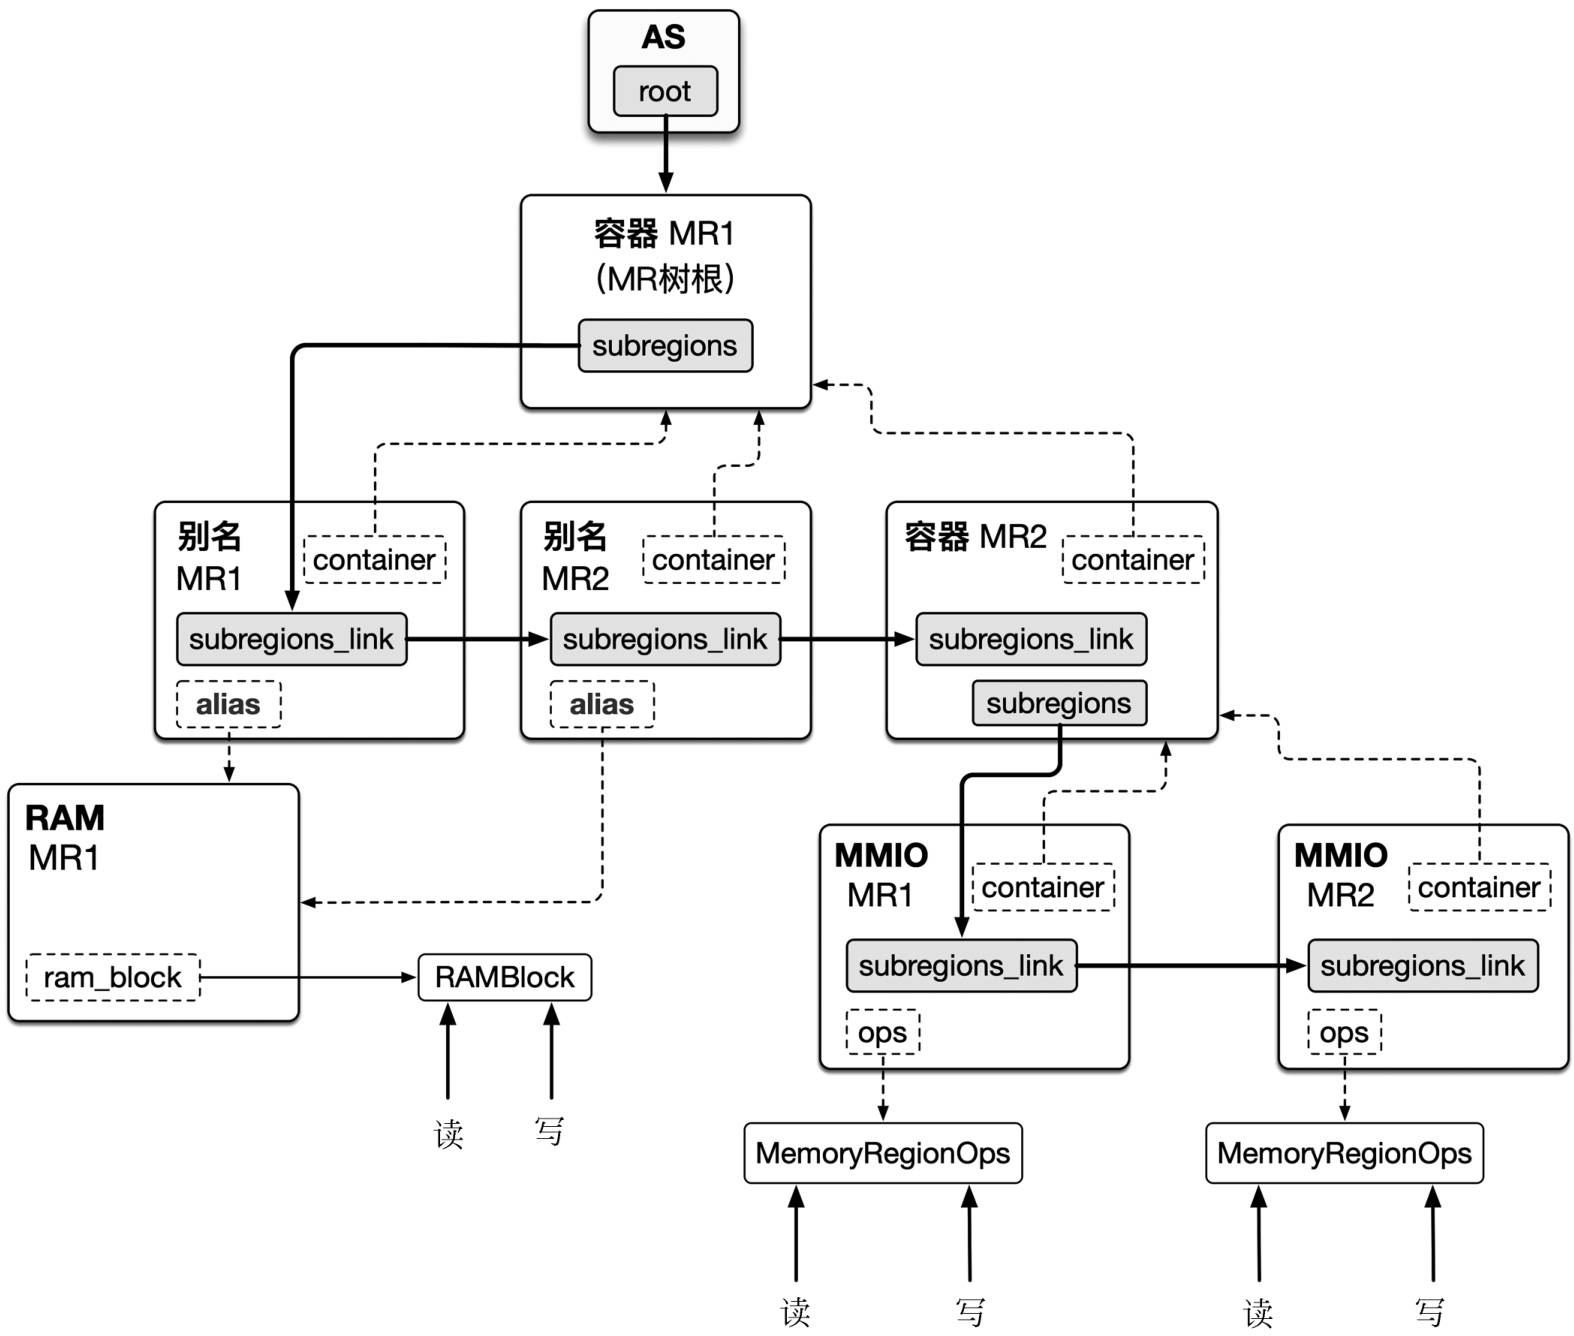 AS
root
容器 MR1
(MR树根)
subregions
别名
MR1
container
subregions_link
alias
别名
MR2
container
subregions_link
alias
容器 MR2
container
subregions_link
subregions
RAM
MR1
ram_block
RAMBlock
读
写
MMIO
MR1
container
subregions_link
ops
MemoryRegionOps
读
写
MMIO
MR2
container
subregions_link
ops
MemoryRegionOps
读
写